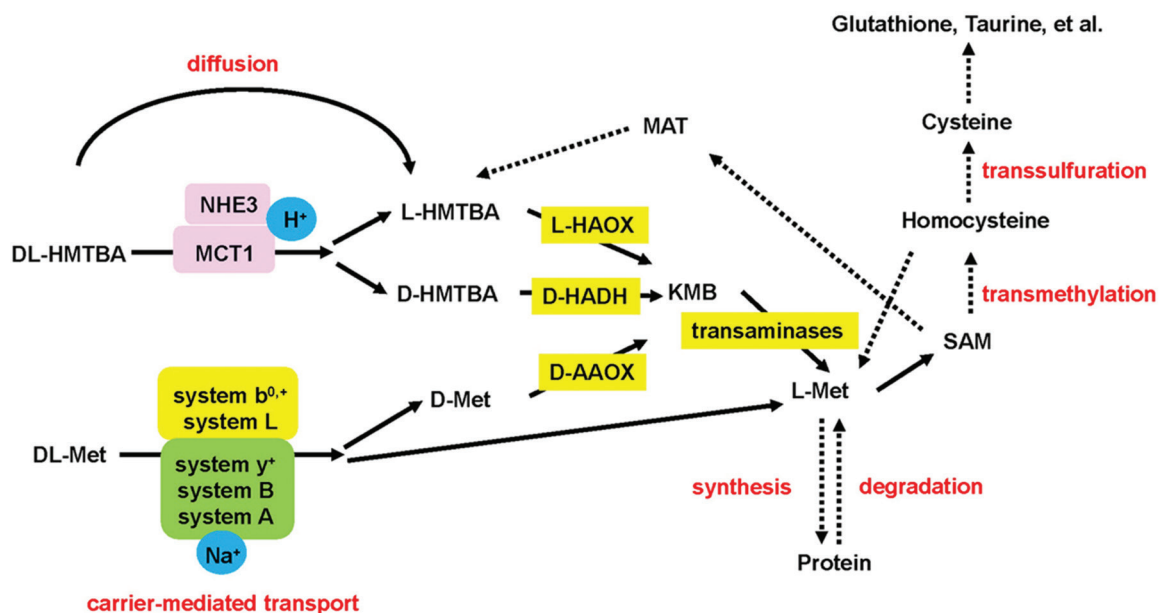 Glutathione, Taurine, et al.
diffusion
MAT
Cysteine
transsulfuration
NHE3
H⁺
L-HMTBA
L-HAOX
Homocysteine
DL-HMTBA
MCT1
D-HMTBA
D-HADH
KMB
transmethylation
transaminases
SAM
D-AAOX
system b⁰,⁺
system L
D-Met
L-Met
DL-Met
system y⁺
system B
system A
synthesis
degradation
Na⁺
Protein
carrier-mediated transport